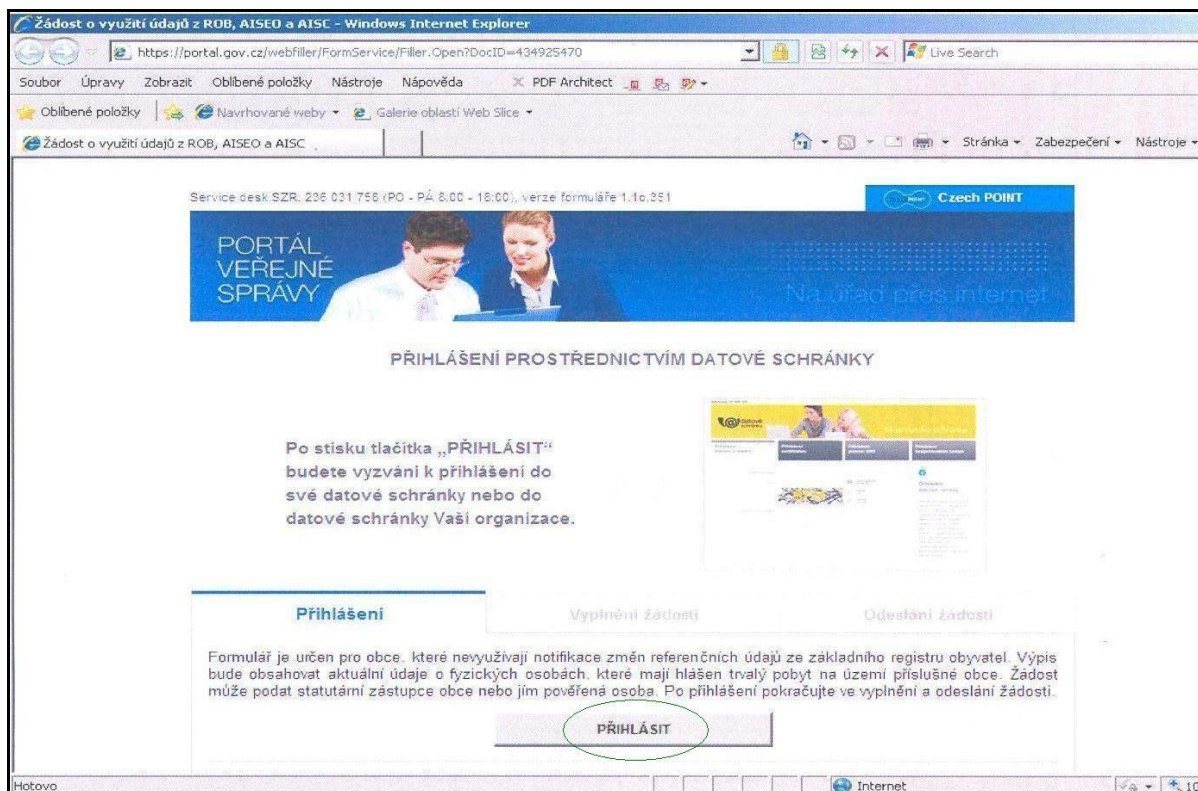 Žádost o využití údajů z ROB, AISEO a AISC - Windows Internet Explorer
https://portal.gov.cz/webfiller/FormService/Filler.Open?DocID=434925470
Live Search
Soubor Úpravy Zobrazit Oblíbené položky Nástroje Nápověda PDF Architect
Oblíbené položky Navrhované weby Galerie oblastí Web Slice
Žádost o využití údajů z ROB, AISEO a AISC
Stránka Zabezpečení Nástroje
Service desk SZR: 236 031 756 (PO - PÁ 8:00 - 18:00), verze formuláře 1.1c.351
Czech POINT
PORTÁL
VEŘEJNÉ
SPRÁVY
Na úřad přes internet
PŘIHLÁŠENÍ PROSTŘEDNICTVÍM DATOVÉ SCHRÁNKY
Po stisku tlačítka „PŘIHLÁSIT“
budete vyzváni k přihlášení do
své datové schránky nebo do
datové schránky Vaší organizace.
Přihlášení Vyplnění žádosti Odeslání žádosti
Formulář je určen pro obce, které nevyužívají notifikace změn referenčních údajů ze základního registru obyvatel. Výpis
bude obsahovat aktuální údaje o fyzických osobách, které mají hlášen trvalý pobyt na území příslušné obce. Žádost
může podat statutární zástupce obce nebo jím pověřená osoba. Po přihlášení pokračujte ve vyplnění a odeslání žádosti.
PŘIHLÁSIT
Hotovo Internet 10